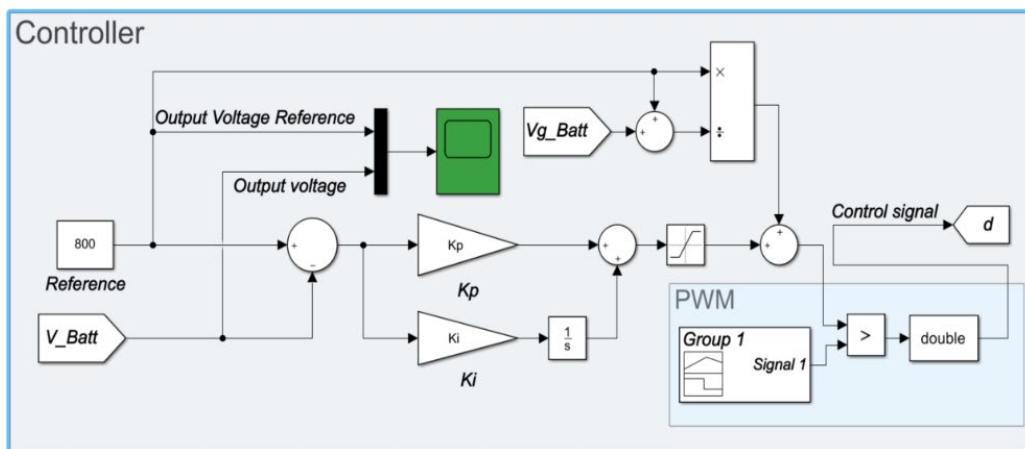 Controller
×
Output Voltage Reference
Vg_Batt
+
+
÷
Output voltage
Control signal
d
800
+
−
Kp
+
+
+
+
Reference
Kp
PWM
V_Batt
Ki
1
s
Group 1
Signal 1
>
double
Ki